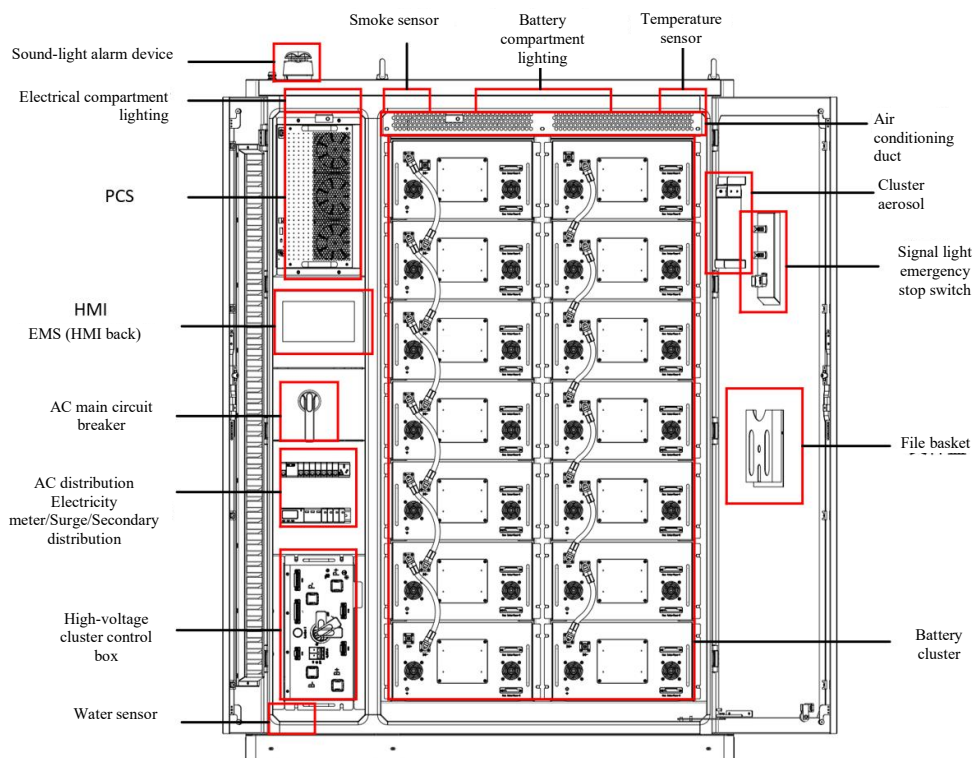 Smoke sensor
Battery
compartment
lighting
Temperature
sensor
Sound-light alarm device
Electrical compartment
lighting
PCS
HMI
EMS (HMI back)
AC main circuit
breaker
AC distribution
Electricity
meter/Surge/Secondary
distribution
High-voltage
cluster control
box
Water sensor
Air
conditioning
duct
Cluster
aerosol
Signal light
emergency
stop switch
File basket
Battery
cluster